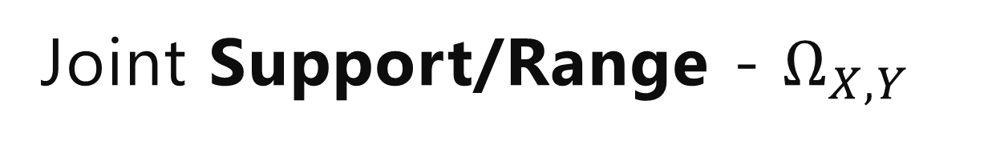 Joint Support/Range - Ω_{X,Y}